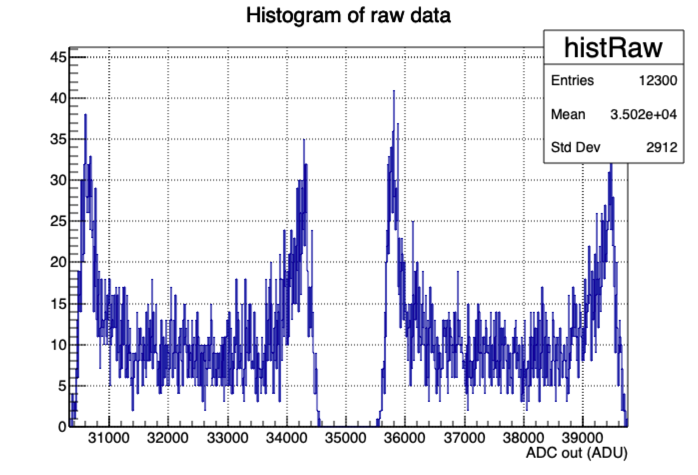 Histogram of raw data
histRaw
Entries 12300
Mean 3.502e+04
Std Dev 2912
45
40
35
30
25
20
15
10
5
0
31000 32000 33000 34000 35000 36000 37000 38000 39000
ADC out (ADU)